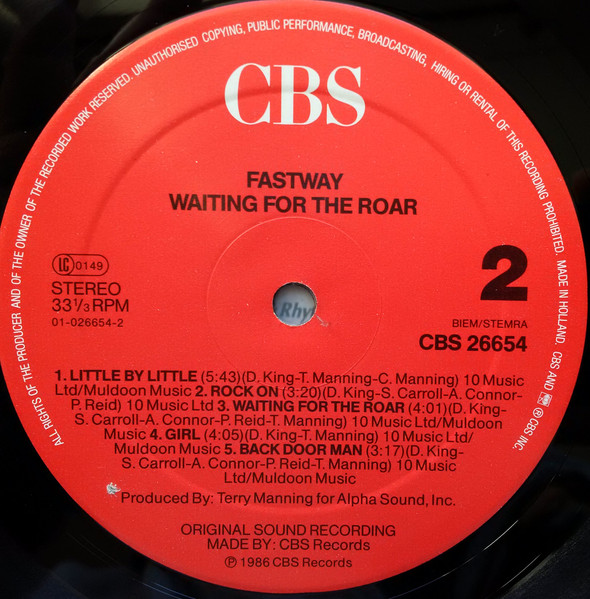 ALL RIGHTS OF THE PRODUCER AND OF THE OWNER OF THE RECORDED WORK RESERVED. UNAUTHORISED COPYING, PUBLIC PERFORMANCE, BROADCASTING, HIRING OR RENTAL OF THIS RECORDING PROHIBITED. MADE IN HOLLAND. CBS AND ℗ CBS INC.
CBS
FASTWAY
WAITING FOR THE ROAR
LC 0149
STEREO
33 1/3 RPM
01-026654-2
2
BIEM/STEMRA
CBS 26654
Rhy
1. LITTLE BY LITTLE (5:43)(D. King-T. Manning-C. Manning) 10 Music
Ltd/Muldoon Music 2. ROCK ON (3:20)(D. King-S. Carroll-A. Connor-
P. Reid) 10 Music Ltd 3. WAITING FOR THE ROAR (4:01)(D. King-
S. Carroll-A. Connor-P. Reid-T. Manning) 10 Music Ltd/Muldoon
Music 4. GIRL (4:05)(D. King-T. Manning) 10 Music Ltd/
Muldoon Music 5. BACK DOOR MAN (3:17)(D. King-
S. Carroll-A. Connor-P. Reid-T. Manning) 10 Music
Ltd/Muldoon Music
Produced By: Terry Manning for Alpha Sound, Inc.
ORIGINAL SOUND RECORDING
MADE BY: CBS Records
℗ 1986 CBS Records